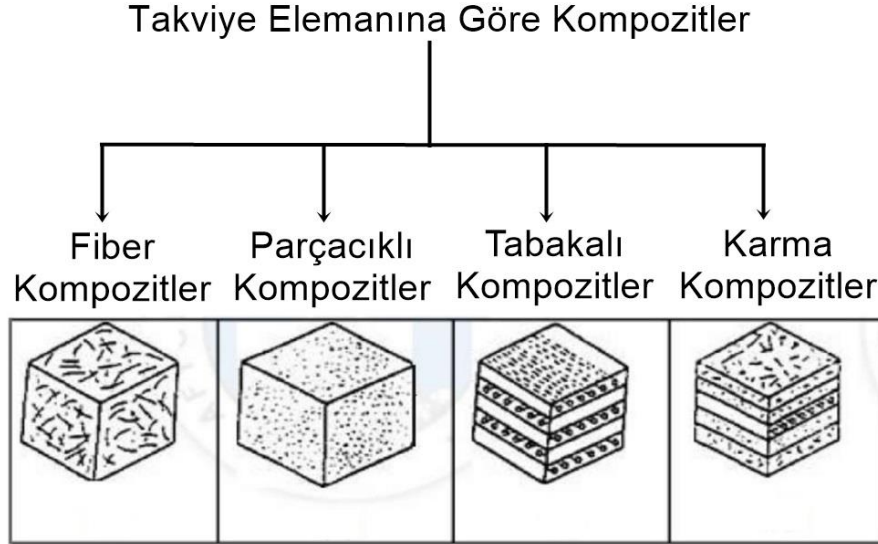 Takviye Elemanına Göre Kompozitler
Fiber
Kompozitler
Parçacıklı
Kompozitler
Tabakalı
Kompozitler
Karma
Kompozitler